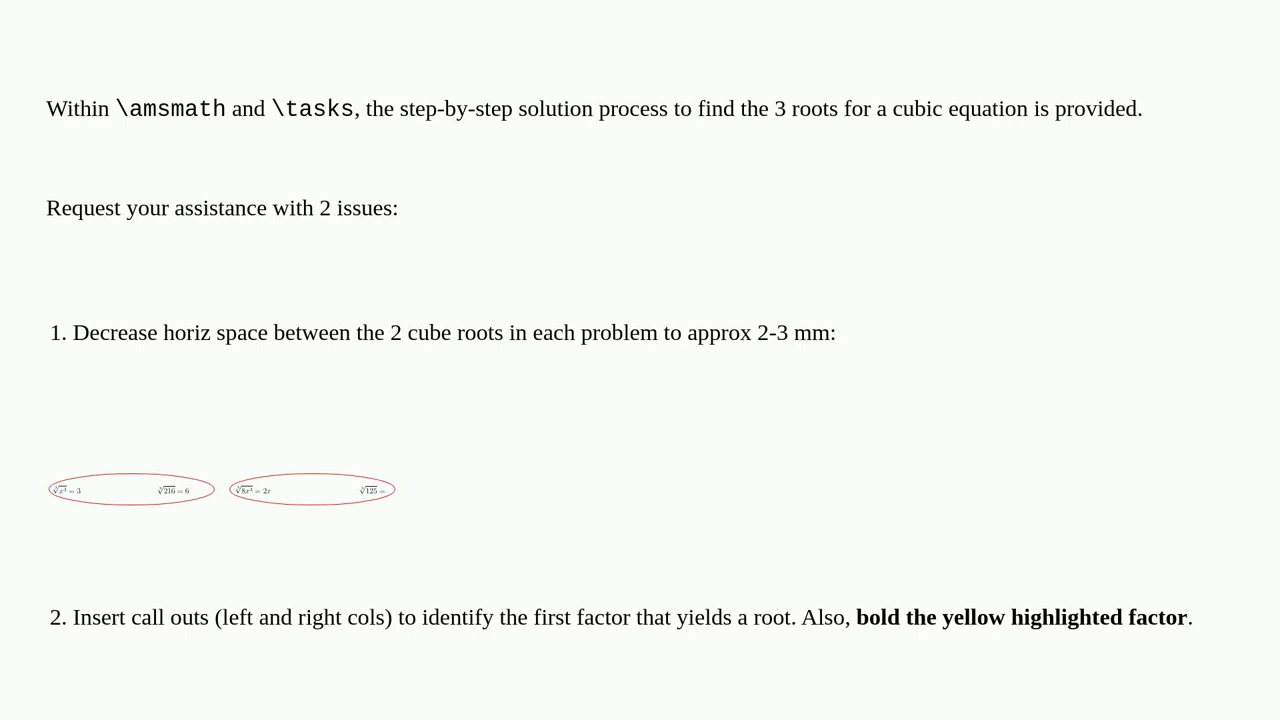 Within \amsmath and \tasks, the step-by-step solution process to find the 3 roots for a cubic equation is provided.
Request your assistance with 2 issues:
1. Decrease horiz space between the 2 cube roots in each problem to approx 2-3 mm:
∛x³ = 3 ∛216 = 6 ∛8x³ = 2x ∛125 =
2. Insert call outs (left and right cols) to identify the first factor that yields a root. Also, bold the yellow highlighted factor.